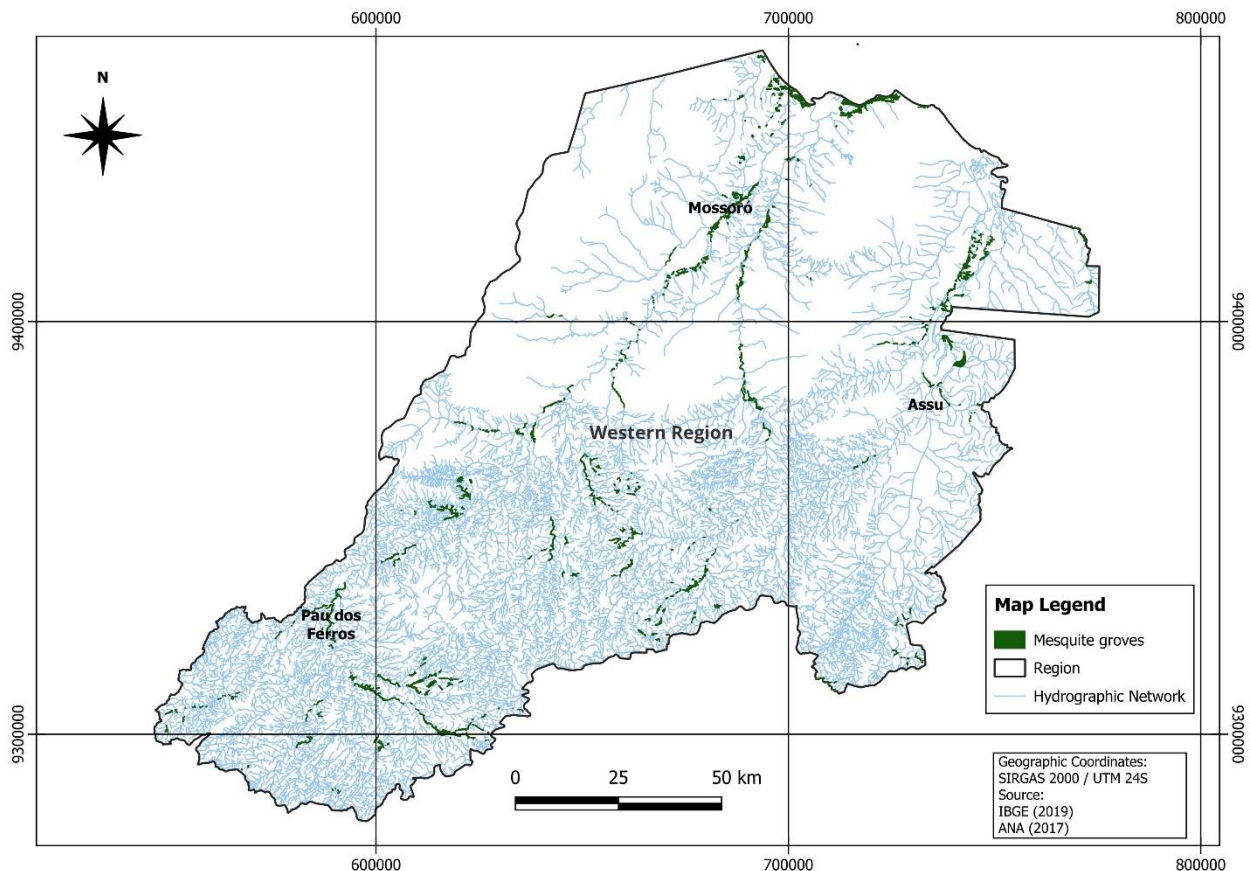 600000
700000
800000
N
Mossoró
9400000
9400000
Assu
Western Region
Pau dos
Ferros
Map Legend
Mesquite groves
Region
Hydrographic Network
9300000
9300000
0 25 50 km
Geographic Coordinates:
SIRGAS 2000 / UTM 24S
Source:
IBGE (2019)
ANA (2017)
600000
700000
800000